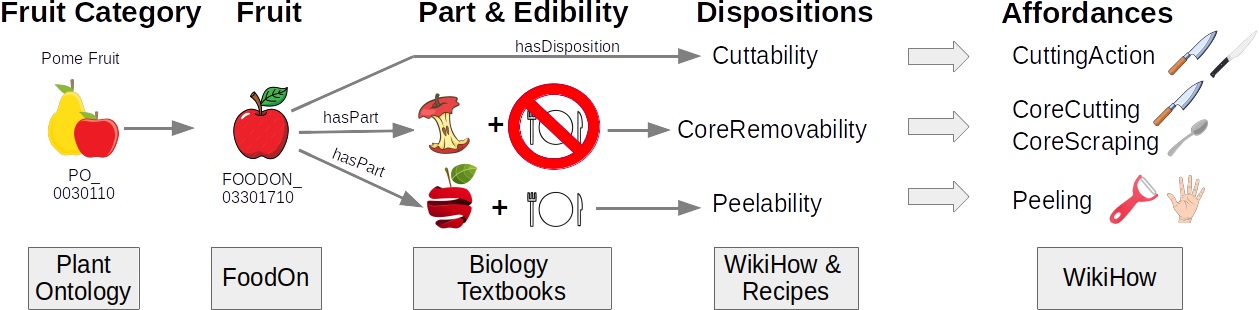 Fruit Category
Fruit
Part & Edibility
Dispositions
Affordances
Pome Fruit
PO_
0030110
FOODON_
03301710
hasDisposition
hasPart
hasPart
+
+
Cuttability
CoreRemovability
Peelability
CuttingAction
CoreCutting
CoreScraping
Peeling
Plant
Ontology
FoodOn
Biology
Textbooks
WikiHow &
Recipes
WikiHow